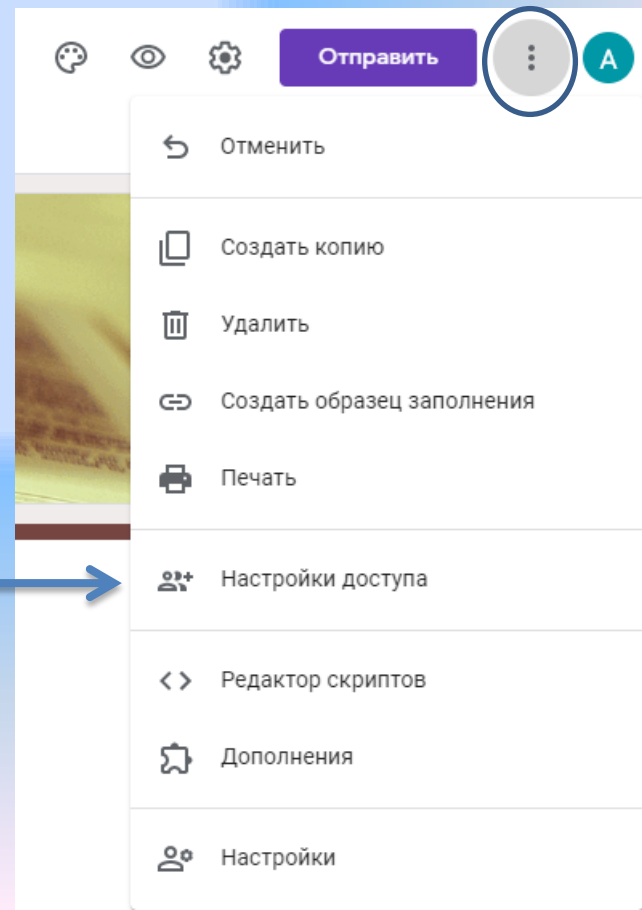 Отправить
A
Отменить
Создать копию
Удалить
Создать образец заполнения
Печать
Настройки доступа
Редактор скриптов
Дополнения
Настройки